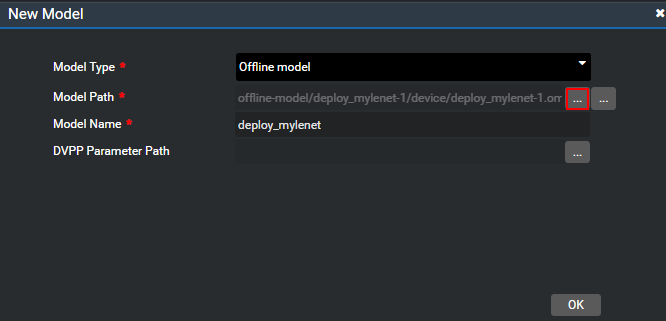 New Model ✖
Model Type * Offline model
Model Path * offline-model/deploy_mylenet-1/device/deploy_mylenet-1.om ... ...
Model Name * deploy_mylenet
DVPP Parameter Path ...
OK